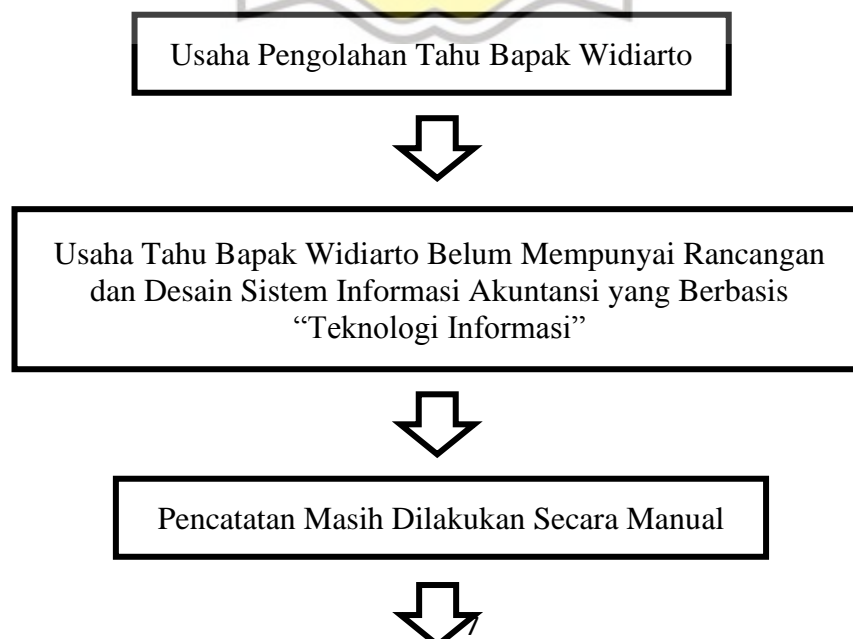 Usaha Pengolahan Tahu Bapak Widiarto
Usaha Tahu Bapak Widiarto Belum Mempunyai Rancangan
dan Desain Sistem Informasi Akuntansi yang Berbasis
“Teknologi Informasi”
Pencatatan Masih Dilakukan Secara Manual
7